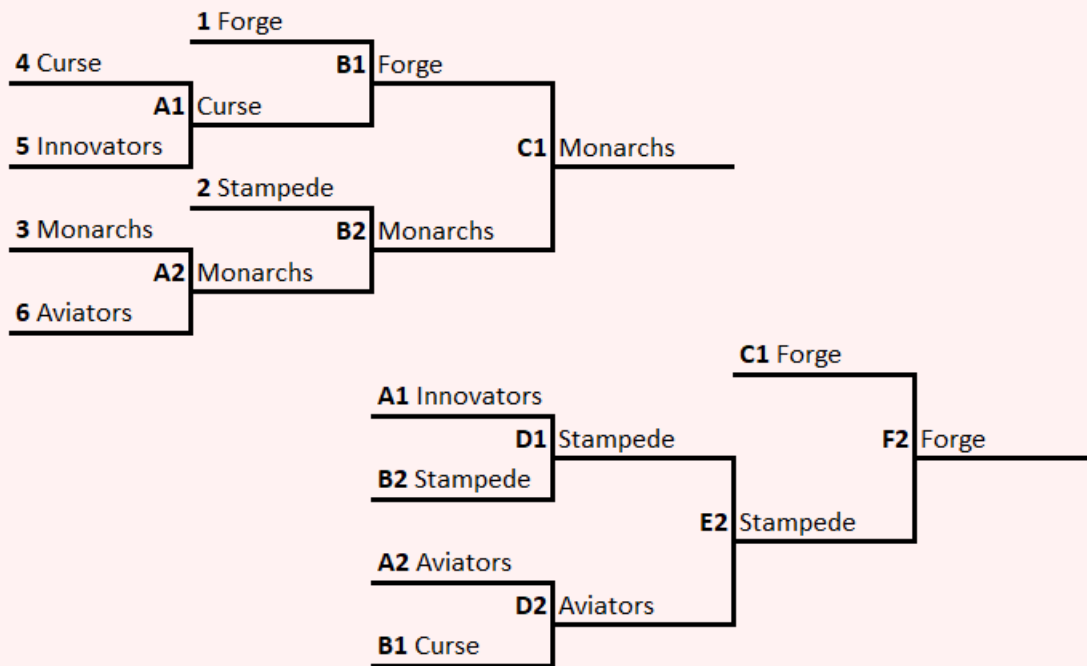 1 Forge
4 Curse
B1 Forge
A1 Curse
5 Innovators
C1 Monarchs
2 Stampede
3 Monarchs
B2 Monarchs
A2 Monarchs
6 Aviators
C1 Forge
A1 Innovators
D1 Stampede
F2 Forge
B2 Stampede
E2 Stampede
A2 Aviators
D2 Aviators
B1 Curse